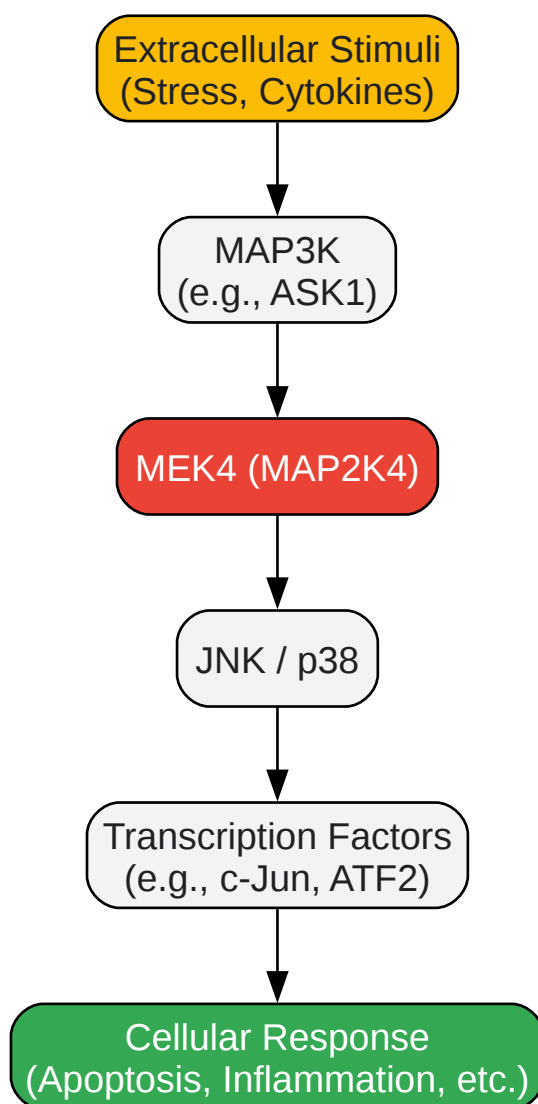 Extracellular Stimuli
(Stress, Cytokines)
MAP3K
(e.g., ASK1)
MEK4 (MAP2K4)
JNK / p38
Transcription Factors
(e.g., c-Jun, ATF2)
Cellular Response
(Apoptosis, Inflammation, etc.)